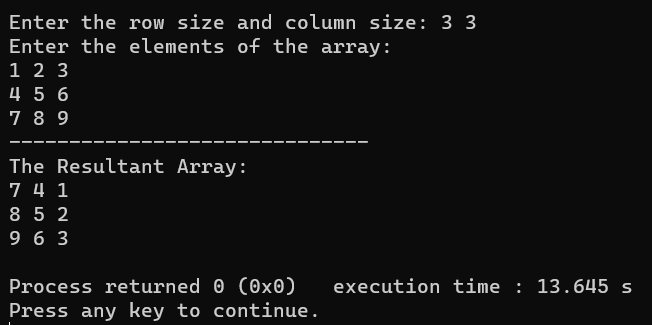 Enter the row size and column size: 3 3
Enter the elements of the array:
1 2 3
4 5 6
7 8 9
------------------------------
The Resultant Array:
7 4 1
8 5 2
9 6 3
Process returned 0 (0x0)   execution time : 13.645 s
Press any key to continue.